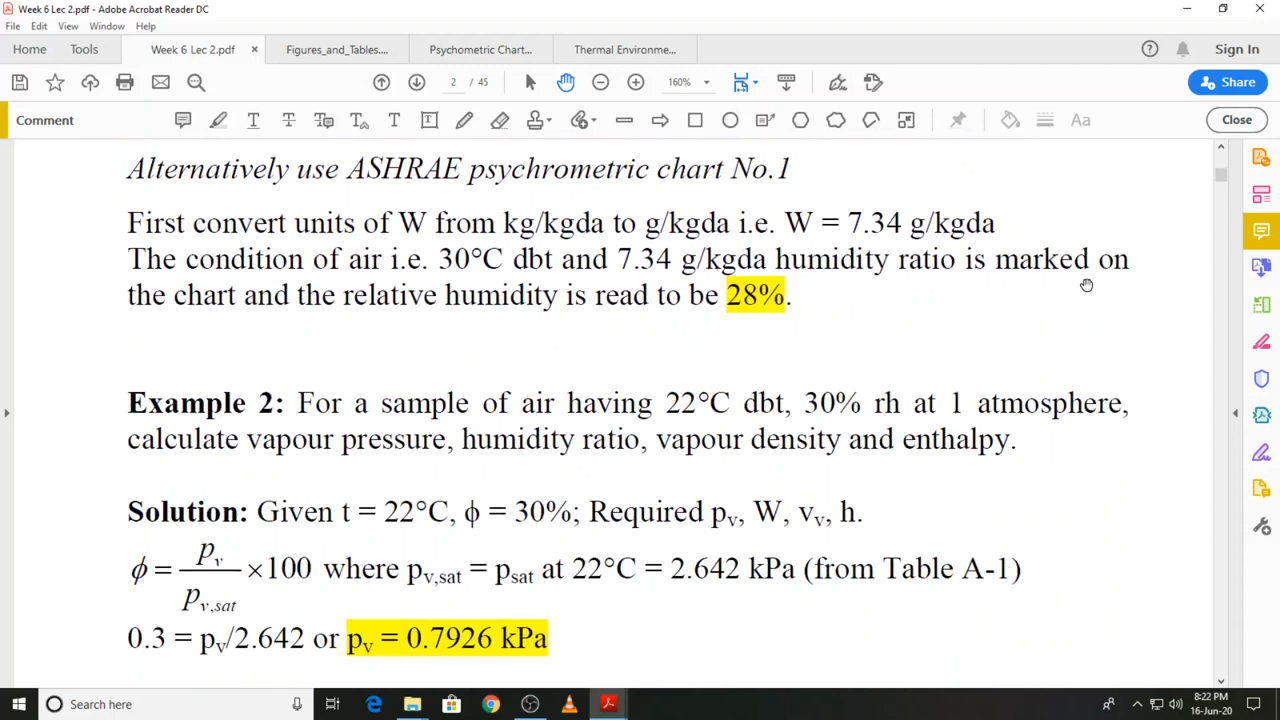 Week 6 Lec 2.pdf - Adobe Acrobat Reader DC
File Edit View Window Help
Home Tools Week 6 Lec 2.pdf × Figures_and_Tables.... Psychometric Chart... Thermal Environme... Sign In
2 / 45 160% Share
Comment Aa Close
Alternatively use ASHRAE psychrometric chart No.1
First convert units of W from kg/kgda to g/kgda i.e. W = 7.34 g/kgda
The condition of air i.e. 30°C dbt and 7.34 g/kgda humidity ratio is marked on
the chart and the relative humidity is read to be 28%.
Example 2: For a sample of air having 22°C dbt, 30% rh at 1 atmosphere,
calculate vapour pressure, humidity ratio, vapour density and enthalpy.
Solution: Given t = 22°C, ϕ = 30%; Required pv, W, vv, h.
ϕ = pv / pv,sat ×100 where pv,sat = psat at 22°C = 2.642 kPa (from Table A-1)
0.3 = pv/2.642 or pv = 0.7926 kPa
Search here
8:22 PM
16-Jun-20